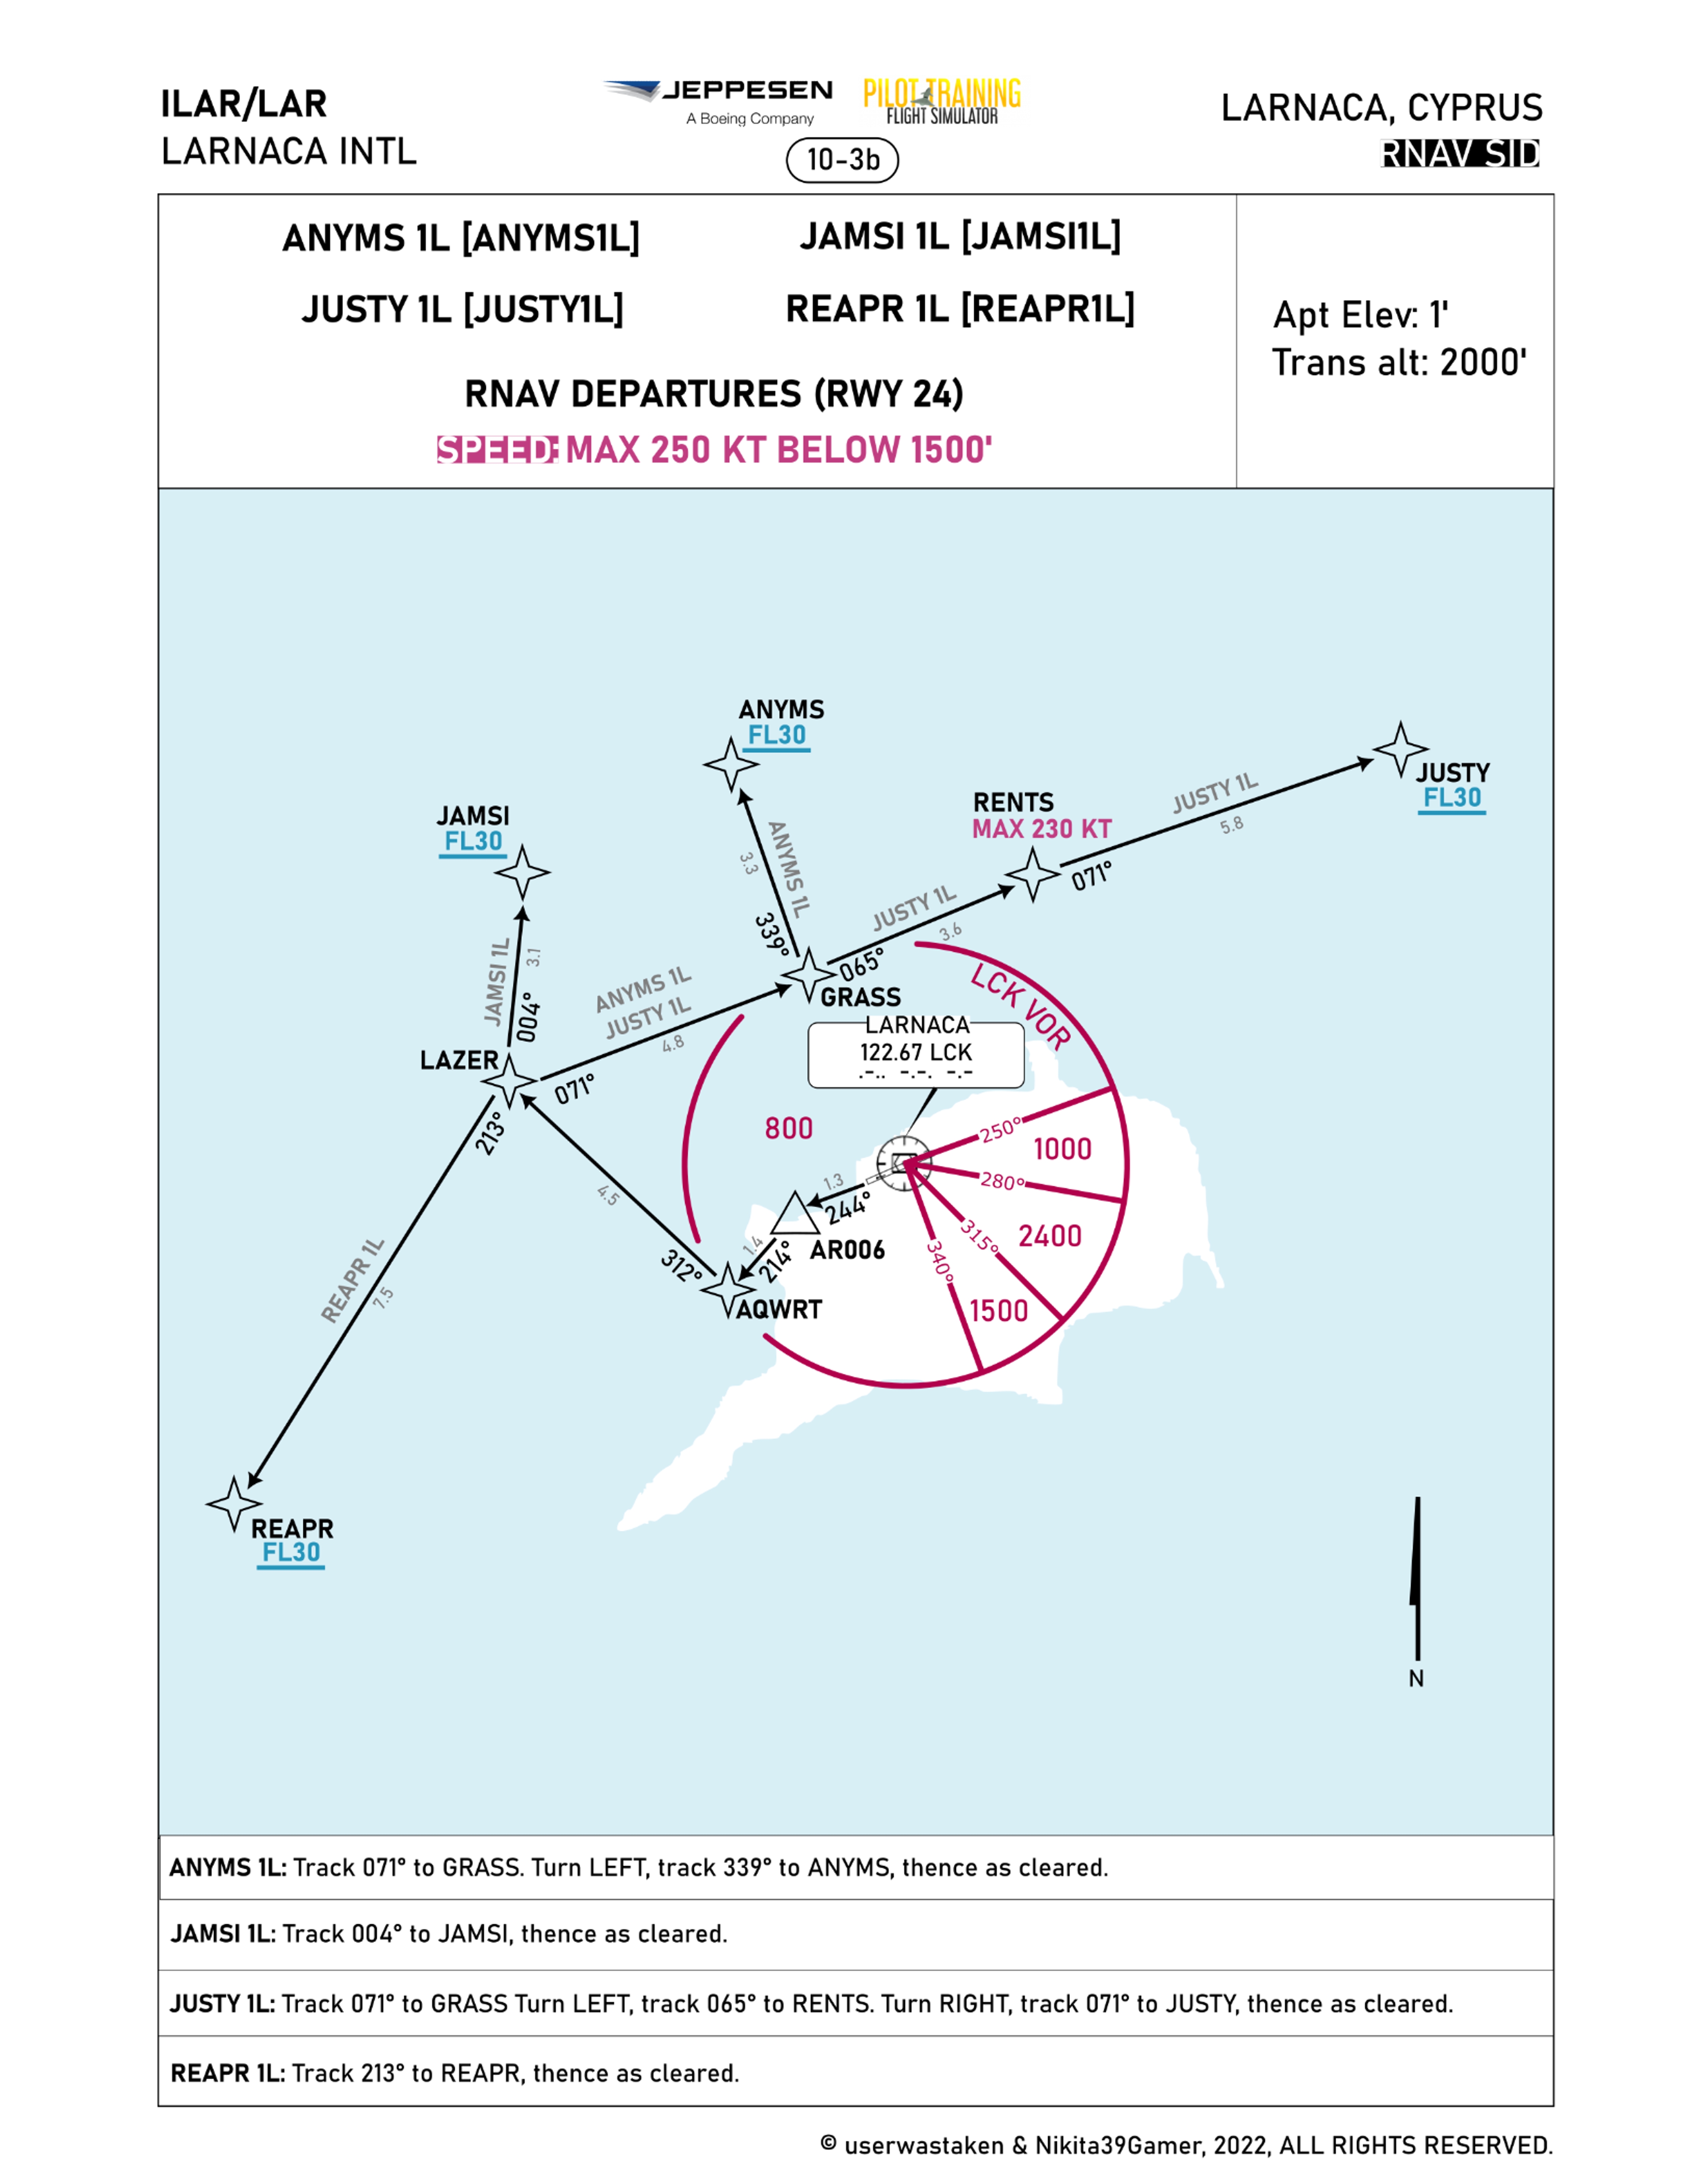 ILAR/LAR
LARNACA INTL
JEPPESEN
A Boeing Company
PILOT TRAINING
FLIGHT SIMULATOR
10-3b
LARNACA, CYPRUS
RNAV SID
ANYMS 1L [ANYMS1L]
JAMSI 1L [JAMSI1L]
JUSTY 1L [JUSTY1L]
REAPR 1L [REAPR1L]
RNAV DEPARTURES (RWY 24)
SPEED: MAX 250 KT BELOW 1500'
Apt Elev: 1'
Trans alt: 2000'
ANYMS
FL30
JUSTY
FL30
JUSTY 1L
5.8
RENTS
MAX 230 KT
071°
JAMSI
FL30
ANYMS 1L
3.3
339°
JUSTY 1L
3.6
065°
GRASS
JAMSI 1L
3.1
004°
ANYMS 1L
JUSTY 1L
4.8
LCK VOR
LARNACA
122.67 LCK
.-.. -.-. -.-
LAZER
071°
213°
800
250°
1000
280°
2400
315°
340°
1500
1.3
244°
4.5
AR006
1.4
214°
312°
AQWRT
REAPR 1L
7.5
REAPR
FL30
N
ANYMS 1L: Track 071° to GRASS. Turn LEFT, track 339° to ANYMS, thence as cleared.
JAMSI 1L: Track 004° to JAMSI, thence as cleared.
JUSTY 1L: Track 071° to GRASS Turn LEFT, track 065° to RENTS. Turn RIGHT, track 071° to JUSTY, thence as cleared.
REAPR 1L: Track 213° to REAPR, thence as cleared.
© userwastaken & Nikita39Gamer, 2022, ALL RIGHTS RESERVED.